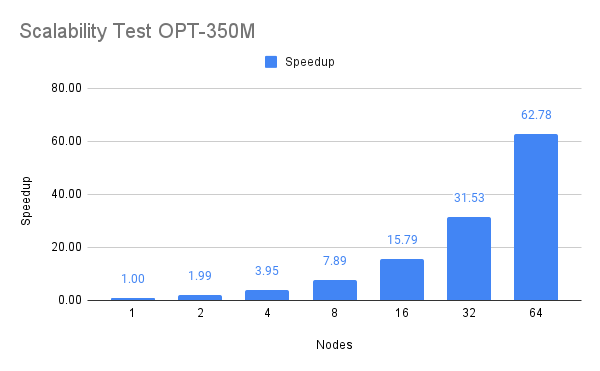 Scalability Test OPT-350M
Speedup
80.00
60.00
40.00
20.00
0.00
Speedup
1.00
1.99
3.95
7.89
15.79
31.53
62.78
1 2 4 8 16 32 64
Nodes